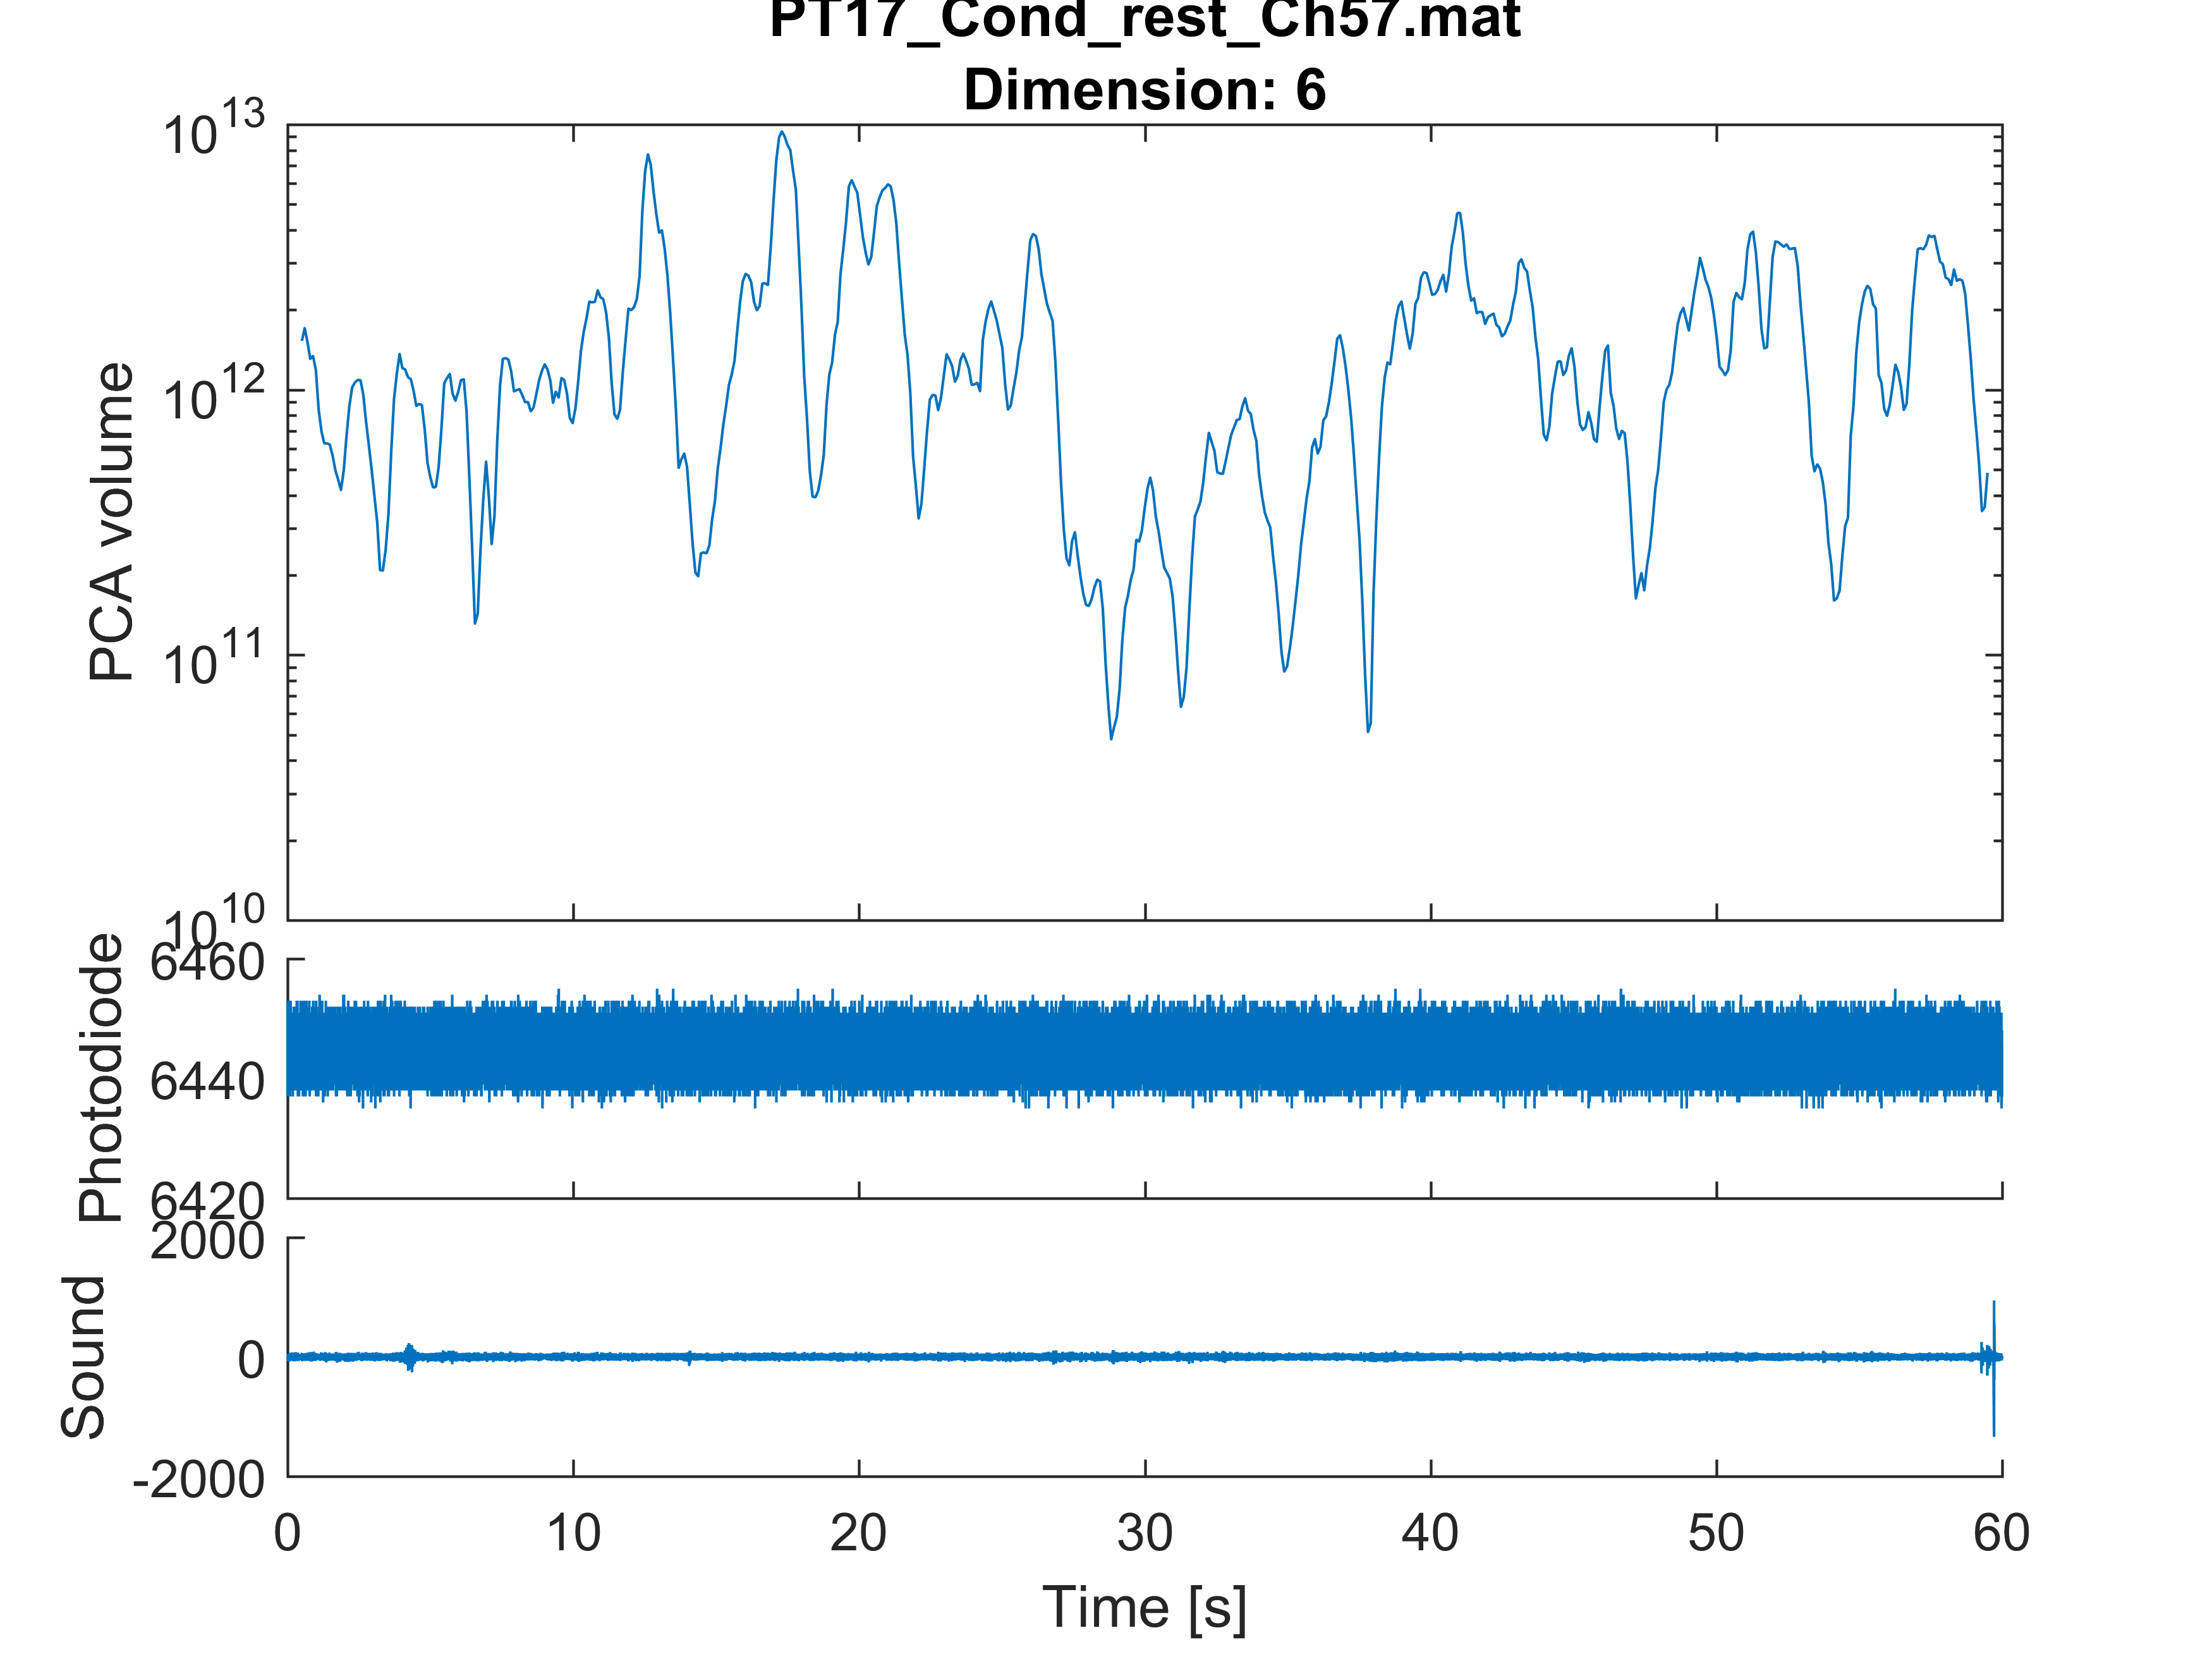 PT17_Cond_rest_Ch57.mat
Dimension: 6
10^13
10^12
10^11
10^10
PCA volume
6460
6440
6420
Photodiode
2000
0
-2000
Sound
0 10 20 30 40 50 60
Time [s]